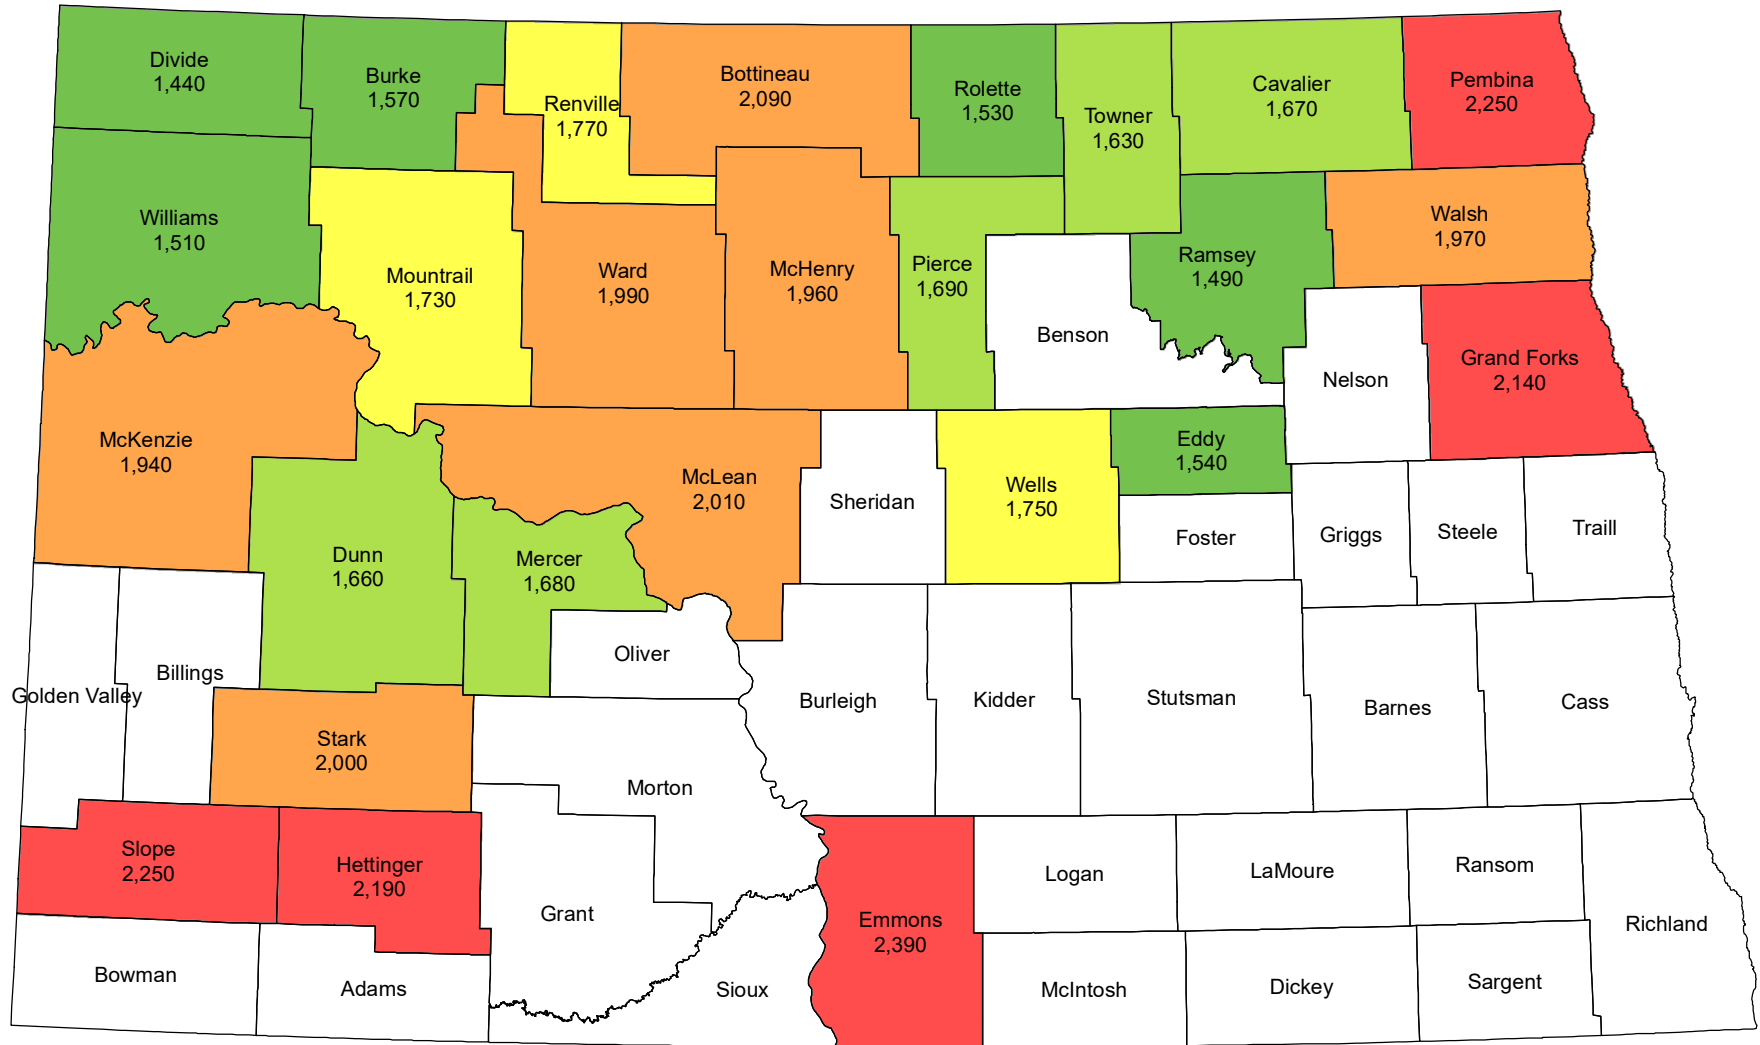 Divide
1,440
Burke
1,570
Renville
1,770
Bottineau
2,090
Rolette
1,530
Towner
1,630
Cavalier
1,670
Pembina
2,250
Williams
1,510
Mountrail
1,730
Ward
1,990
McHenry
1,960
Pierce
1,690
Benson
Ramsey
1,490
Walsh
1,970
Nelson
Grand Forks
2,140
McKenzie
1,940
McLean
2,010
Sheridan
Wells
1,750
Eddy
1,540
Foster
Griggs
Steele
Traill
Dunn
1,660
Mercer
1,680
Oliver
Golden Valley
Billings
Burleigh
Kidder
Stutsman
Barnes
Cass
Stark
2,000
Morton
Slope
2,250
Hettinger
2,190
Grant
Emmons
2,390
Logan
LaMoure
Ransom
Richland
Bowman
Adams
Sioux
McIntosh
Dickey
Sargent